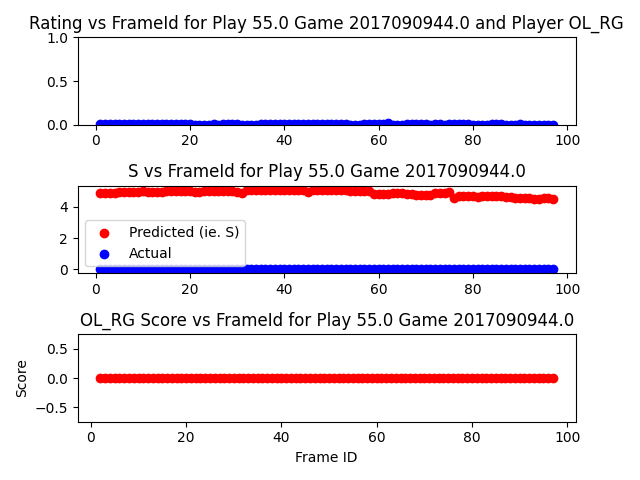 Rating vs FrameId for Play 55.0 Game 2017090944.0 and Player OL_RG
1.0
0.5
0.0
0 20 40 60 80 100
S vs FrameId for Play 55.0 Game 2017090944.0
4
2
0
Predicted (ie. S)
Actual
0 20 40 60 80 100
OL_RG Score vs FrameId for Play 55.0 Game 2017090944.0
Score
0.5
0.0
−0.5
0 20 40 60 80 100
Frame ID